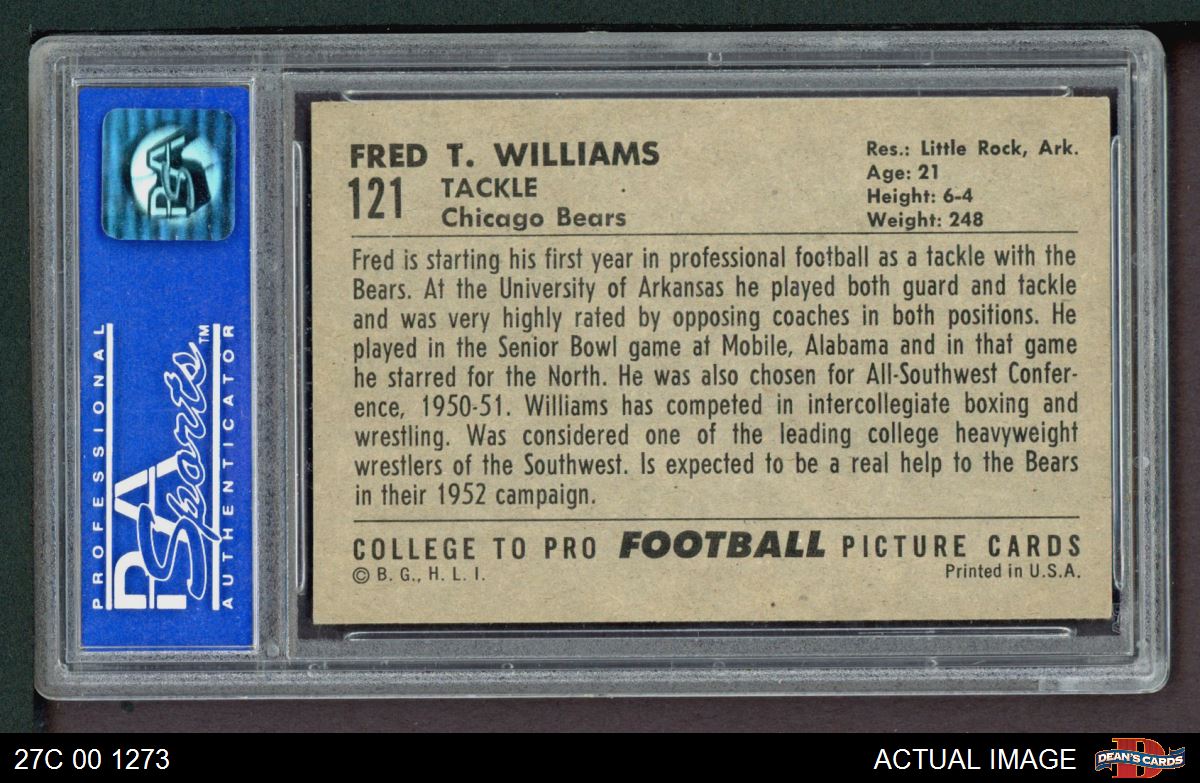 PSA
PROFESSIONAL
PSA Sports™
AUTHENTICATOR
FRED T. WILLIAMS
121 TACKLE
Chicago Bears
Res.: Little Rock, Ark.
Age: 21
Height: 6-4
Weight: 248
Fred is starting his first year in professional football as a tackle with the
Bears. At the University of Arkansas he played both guard and tackle
and was very highly rated by opposing coaches in both positions. He
played in the Senior Bowl game at Mobile, Alabama and in that game
he starred for the North. He was also chosen for All-Southwest Confer-
ence, 1950-51. Williams has competed in intercollegiate boxing and
wrestling. Was considered one of the leading college heavyweight
wrestlers of the Southwest. Is expected to be a real help to the Bears
in their 1952 campaign.
COLLEGE TO PRO FOOTBALL PICTURE CARDS
© B. G., H. L. I.
Printed in U.S.A.
27C 00 1273
ACTUAL IMAGE
D
DEAN'S CARDS